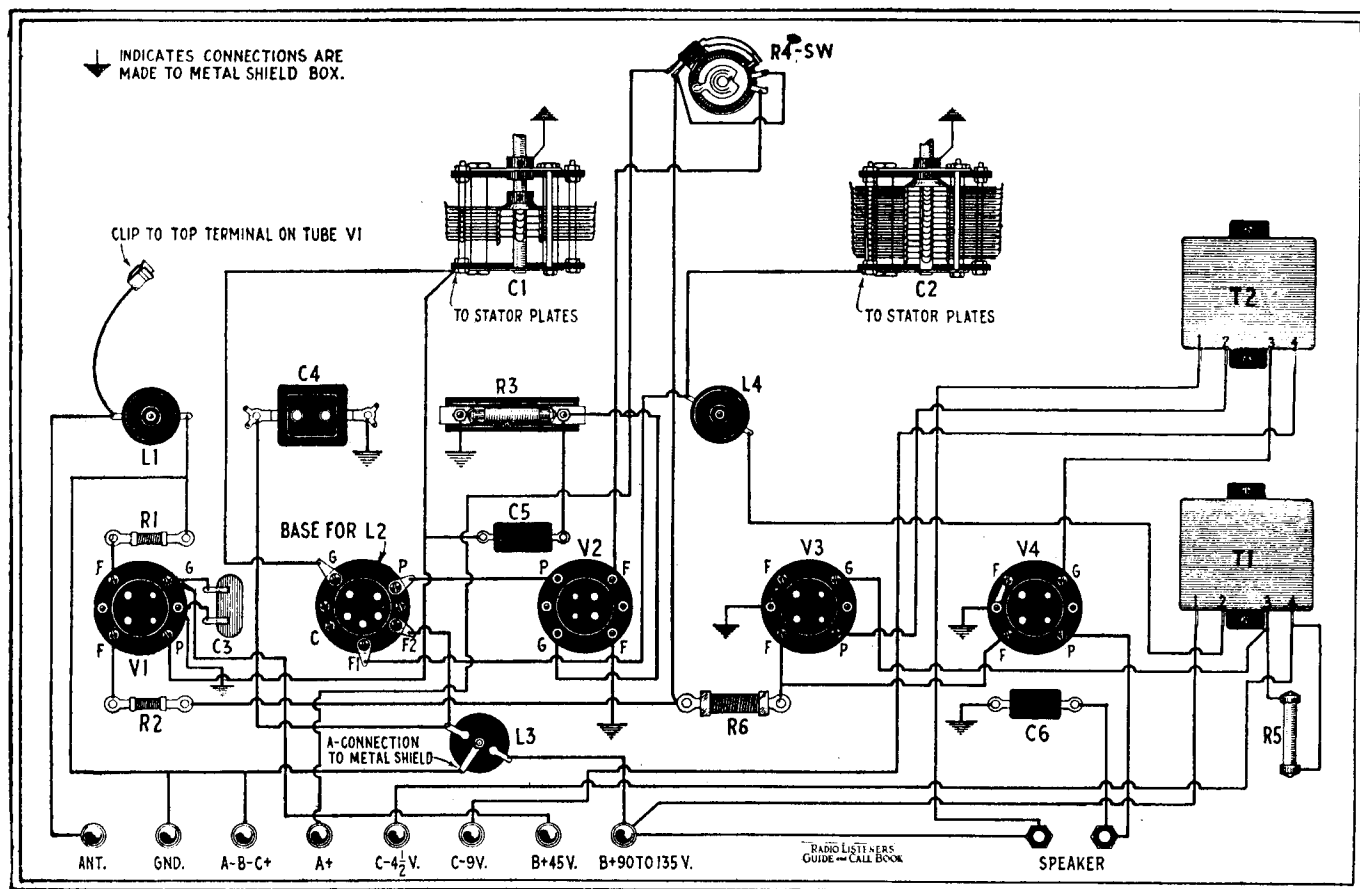 INDICATES CONNECTIONS ARE
MADE TO METAL SHIELD BOX.
R4-SW
CLIP TO TOP TERMINAL ON TUBE V1
C1
TO STATOR PLATES
C2
TO STATOR PLATES
T2
1 2 3 4
C4
R3
L4
L1
R1
BASE FOR L2
C5
V2
V3
V4
T1
1 2 3 4
F G
F P
V1
C3
G P
C F2
F1
P F
G F
F G
F P
F G
F P
R2
A-CONNECTION
TO METAL SHIELD
L3
R6
C6
R5
ANT.
GND.
A-B-C+
A+
C-4½V.
C-9V.
B+45V.
B+90 TO 135 V.
RADIO LISTENERS
GUIDE and CALL BOOK
SPEAKER